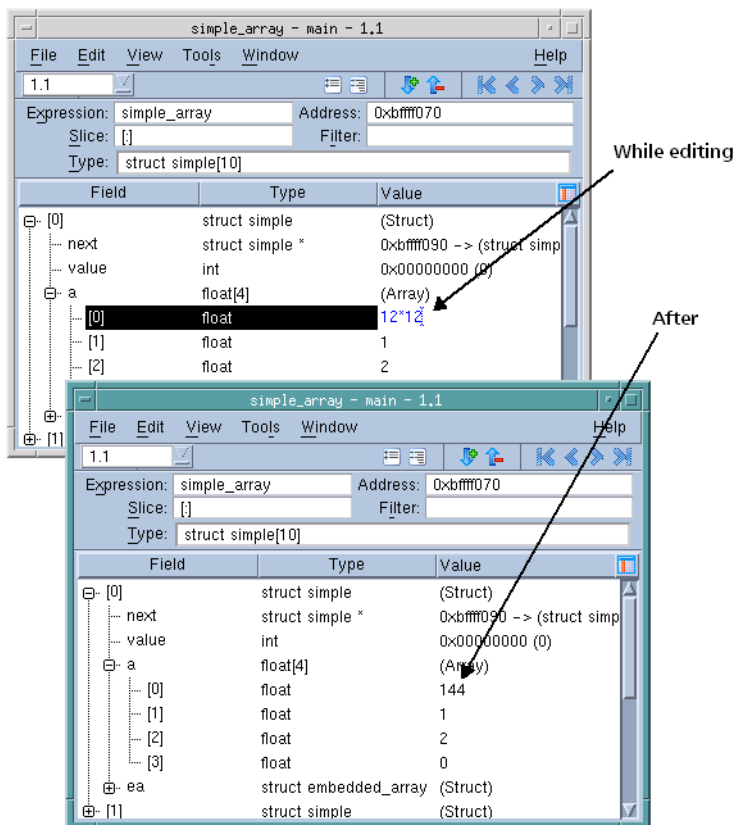 simple_array - main - 1.1
File Edit View Tools Window Help
1.1
Expression: simple_array Address: 0xbffff070
Slice: [:] Filter:
Type: struct simple[10]
While editing
Field Type Value
[0] struct simple (Struct)
next struct simple * 0xbffff090 -> (struct simp
value int 0x00000000 (0)
a float[4] (Array)
[0] float 12*12
After
[1] float 1
[2] float 2
[1]
simple_array - main - 1.1
File Edit View Tools Window Help
1.1
Expression: simple_array Address: 0xbffff070
Slice: [:] Filter:
Type: struct simple[10]
Field Type Value
[0] struct simple (Struct)
next struct simple * 0xbffff090 -> (struct simp
value int 0x00000000 (0)
a float[4] (Array)
[0] float 144
[1] float 1
[2] float 2
[3] float 0
ea struct embedded_array (Struct)
[1] struct simple (Struct)